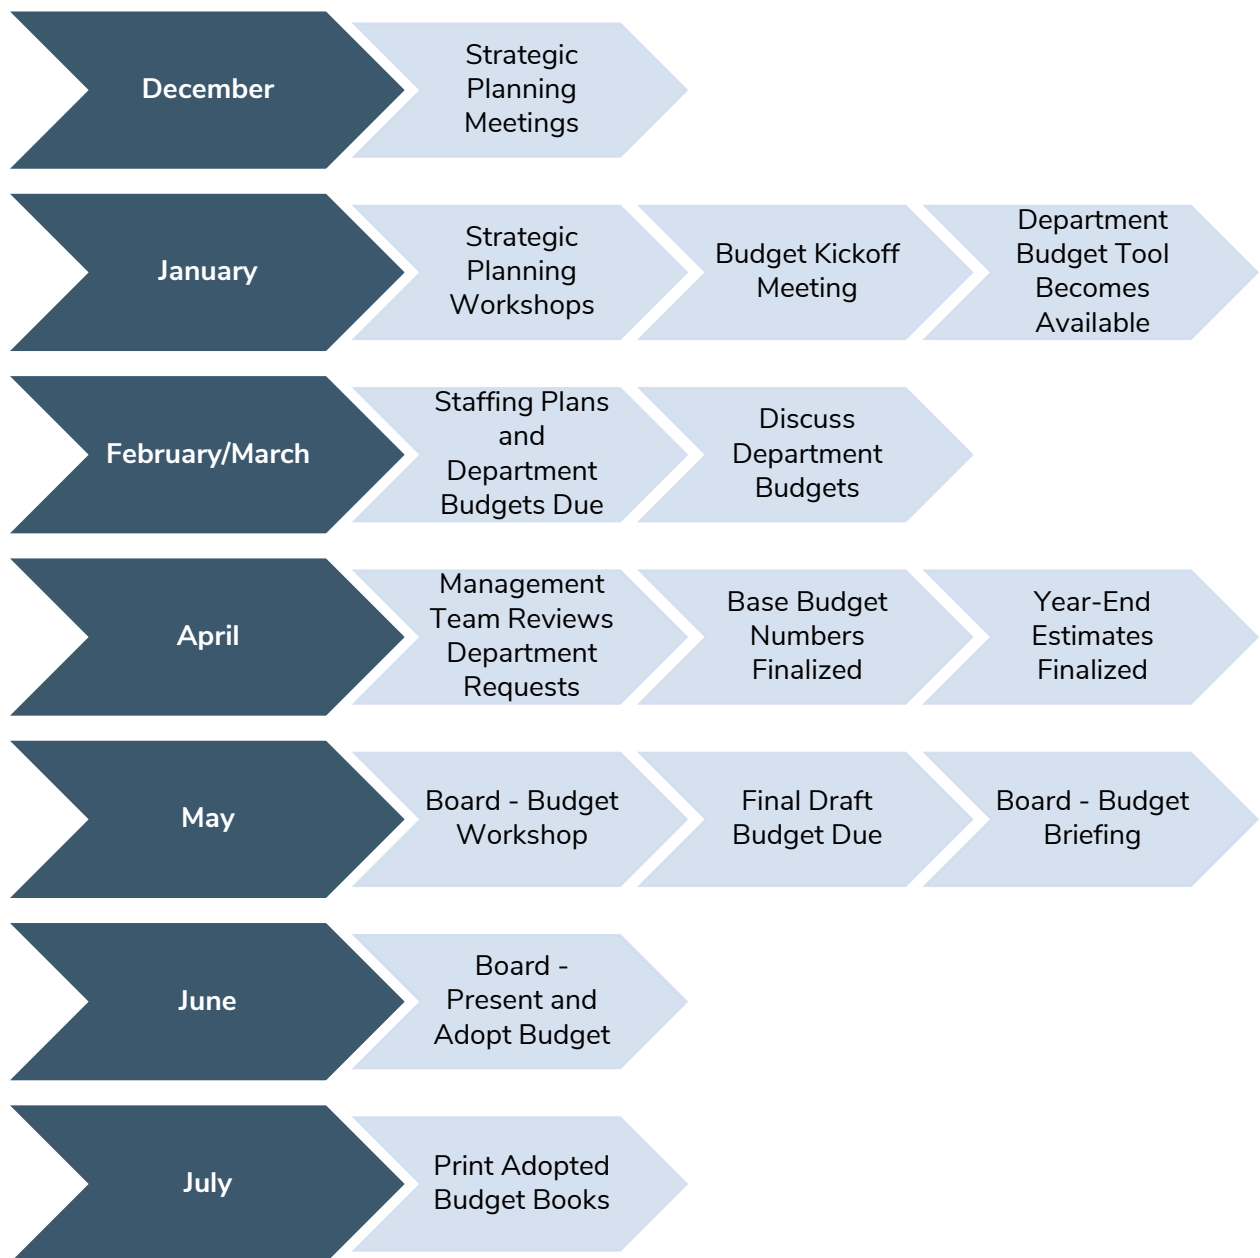 December
Strategic
Planning
Meetings
January
Strategic
Planning
Workshops
Budget Kickoff
Meeting
Department
Budget Tool
Becomes
Available
February/March
Staffing Plans
and
Department
Budgets Due
Discuss
Department
Budgets
April
Management
Team Reviews
Department
Requests
Base Budget
Numbers
Finalized
Year-End
Estimates
Finalized
May
Board - Budget
Workshop
Final Draft
Budget Due
Board - Budget
Briefing
June
Board -
Present and
Adopt Budget
July
Print Adopted
Budget Books